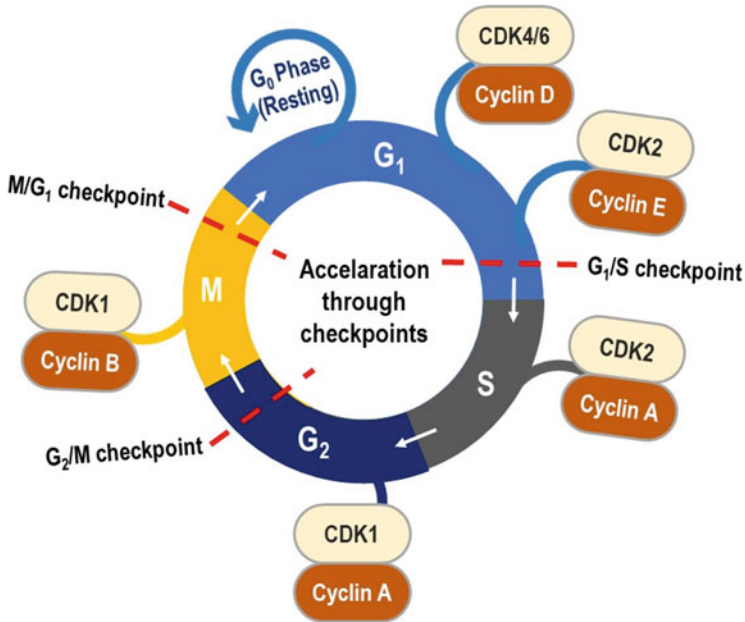 CDK4/6
Cyclin D
G₀ Phase
(Resting)
G₁
CDK2
Cyclin E
M/G₁ checkpoint
G₁/S checkpoint
Accelaration
through
checkpoints
M
CDK1
Cyclin B
CDK2
Cyclin A
S
G₂
G₂/M checkpoint
CDK1
Cyclin A